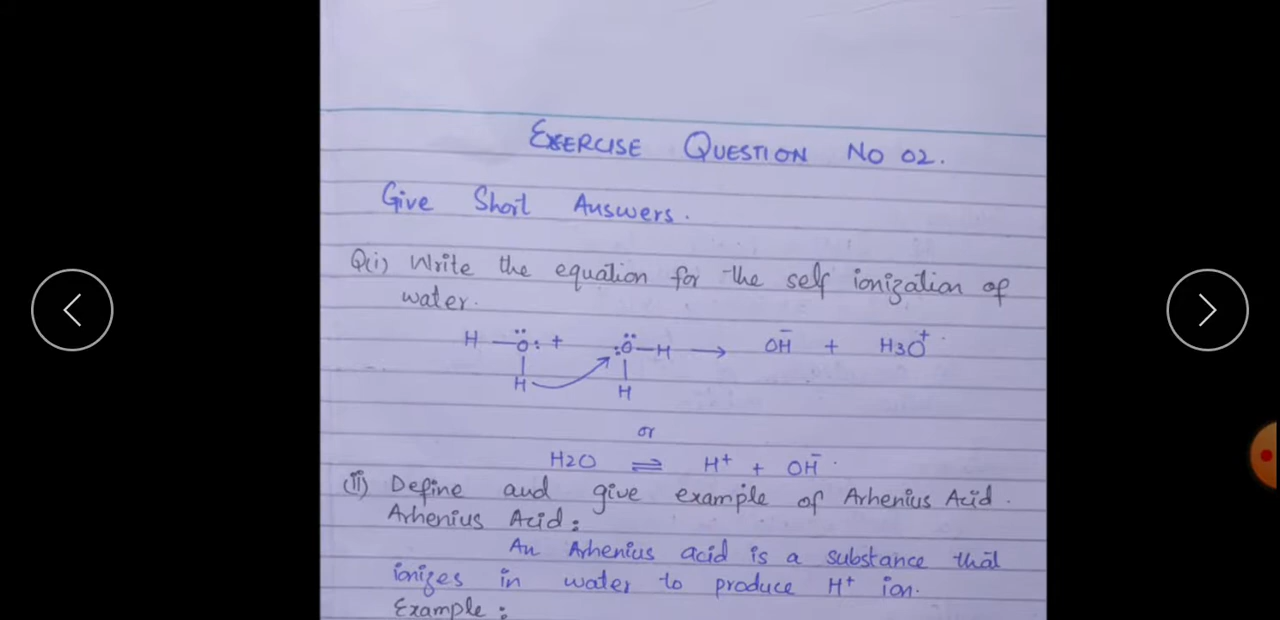 EXERCISE QUESTION NO 02.
Give Short Answers.
Q(i) Write the equation for the self ionization of
water.
H—Ö: + :Ö—H → OH⁻ + H3O⁺
H H
or
H2O ⇌ H⁺ + OH⁻.
(ii) Define and give example of Arhenius Acid.
Arhenius Acid:
An Arhenius acid is a substance that
ionizes in water to produce H⁺ ion.
Example: